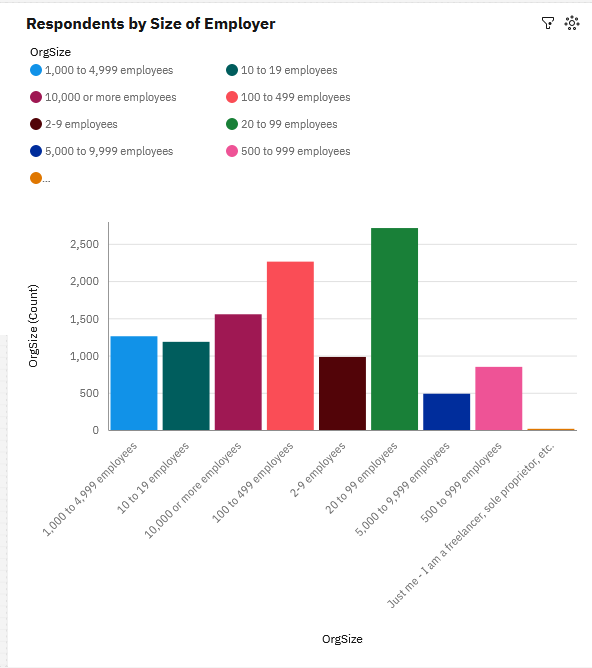 Respondents by Size of Employer
OrgSize
1,000 to 4,999 employees
10 to 19 employees
10,000 or more employees
100 to 499 employees
2-9 employees
20 to 99 employees
5,000 to 9,999 employees
500 to 999 employees
...
OrgSize (Count)
2,500
2,000
1,500
1,000
500
0
1,000 to 4,999 employees
10 to 19 employees
10,000 or more employees
100 to 499 employees
2-9 employees
20 to 99 employees
5,000 to 9,999 employees
500 to 999 employees
Just me - I am a freelancer, sole proprietor, etc.
OrgSize